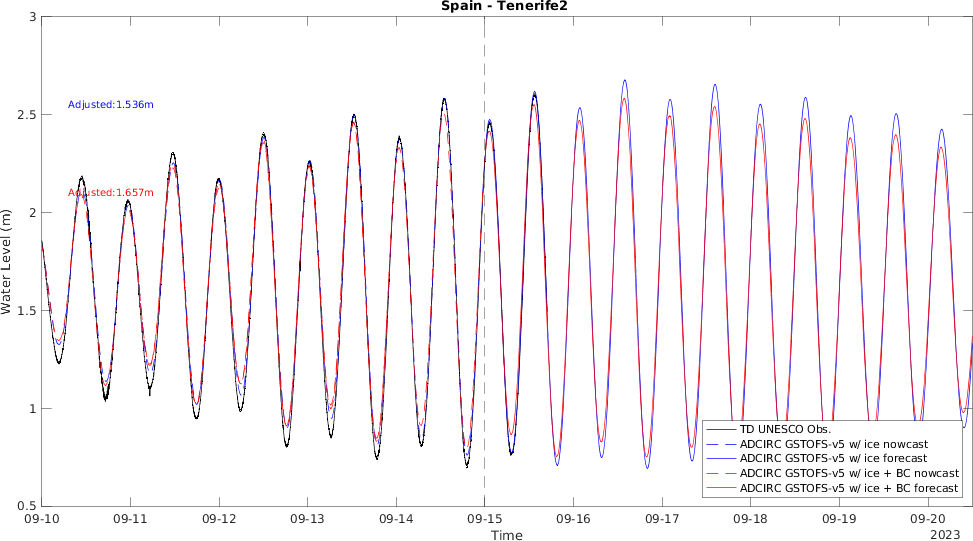 Spain - Tenerife2
3
2.5
2
1.5
1
0.5
Water Level (m)
Adjusted:1.536m
Adjusted:1.657m
TD UNESCO Obs.
ADCIRC GSTOFS-v5 w/ ice nowcast
ADCIRC GSTOFS-v5 w/ ice forecast
ADCIRC GSTOFS-v5 w/ ice + BC nowcast
ADCIRC GSTOFS-v5 w/ ice + BC forecast
09-10 09-11 09-12 09-13 09-14 09-15 09-16 09-17 09-18 09-19 09-20
Time
2023